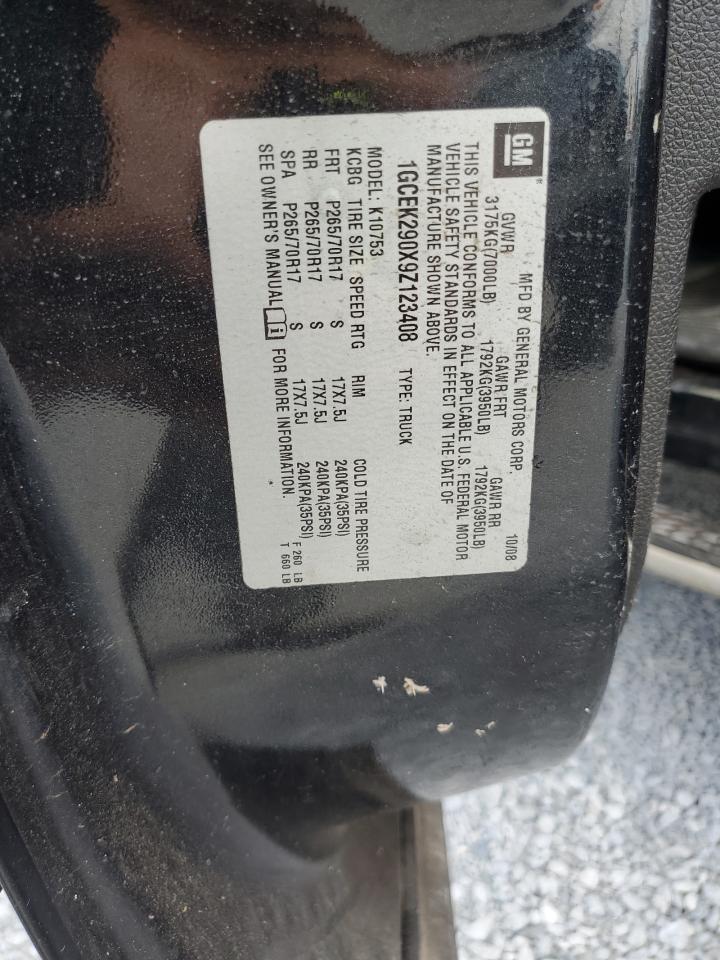 GM
MFD BY GENERAL MOTORS CORP. 10/08
GVWR GAWR FRT GAWR RR
3175KG(7000LB) 1792KG(3950LB) 1792KG(3950LB)
THIS VEHICLE CONFORMS TO ALL APPLICABLE U.S. FEDERAL MOTOR
VEHICLE SAFETY STANDARDS IN EFFECT ON THE DATE OF
MANUFACTURE SHOWN ABOVE.
1GCEK290X9Z123408 TYPE: TRUCK
MODEL: K10753
KCBG TIRE SIZE SPEED RTG RIM COLD TIRE PRESSURE
FRT P265/70R17 S 17X7.5J 240KPA(35PSI)
RR P265/70R17 S 17X7.5J 240KPA(35PSI)
SPA P265/70R17 S 17X7.5J 240KPA(35PSI)
SEE OWNER'S MANUAL i FOR MORE INFORMATION.
F 260 LB
T 660 LB